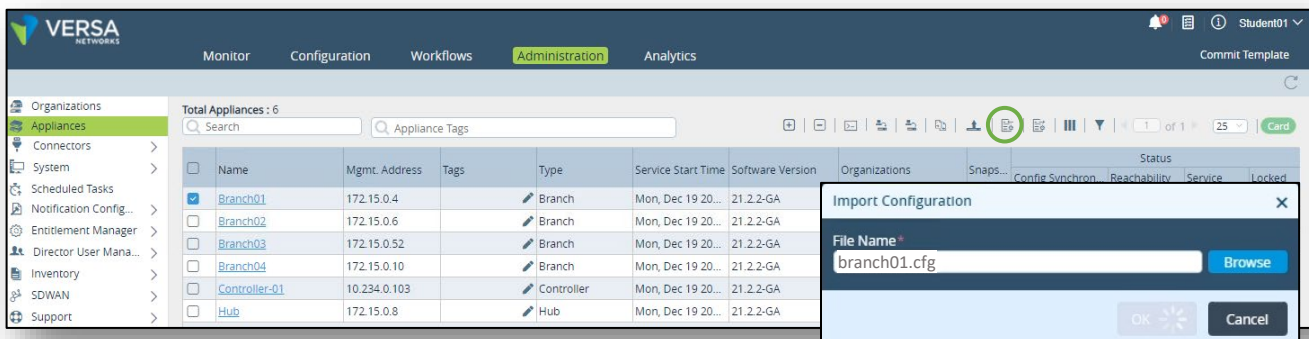 VERSA
NETWORKS
Student01
Monitor Configuration Workflows Administration Analytics Commit Template
Organizations
Appliances
Connectors
System
Scheduled Tasks
Notification Config...
Entitlement Manager
Director User Mana...
Inventory
SDWAN
Support
Total Appliances : 6
Search Appliance Tags 1 of 1 25 Card
Name Mgmt. Address Tags Type Service Start Time Software Version Organizations Snaps... Status
Config Synchron... Reachability Service Locked
Branch01 172.15.0.4 Branch Mon, Dec 19 20... 21.2.2-GA
Branch02 172.15.0.6 Branch Mon, Dec 19 20... 21.2.2-GA
Branch03 172.15.0.52 Branch Mon, Dec 19 20... 21.2.2-GA
Branch04 172.15.0.10 Branch Mon, Dec 19 20... 21.2.2-GA
Controller-01 10.234.0.103 Controller Mon, Dec 19 20... 21.2.2-GA
Hub 172.15.0.8 Hub Mon, Dec 19 20... 21.2.2-GA
Import Configuration
File Name*
branch01.cfg Browse
OK Cancel